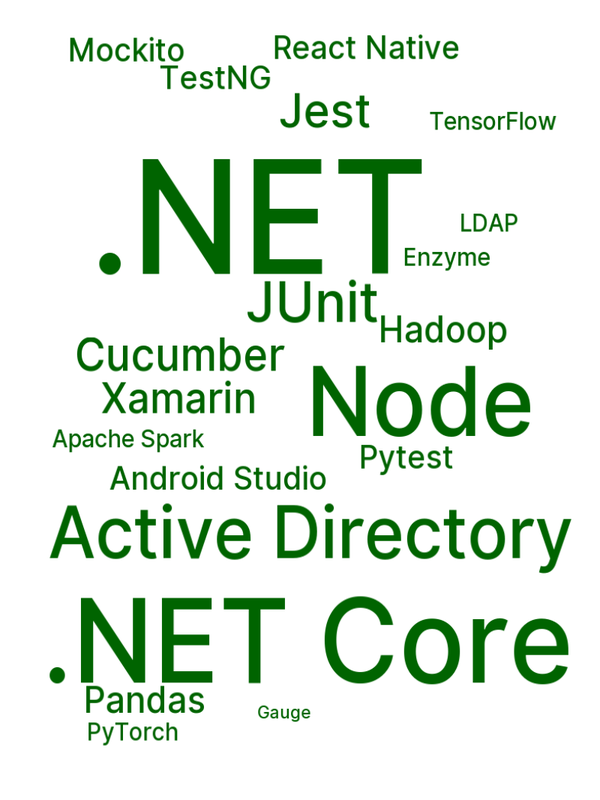 Mockito
React Native
TestNG
Jest
TensorFlow
.NET
LDAP
Enzyme
JUnit
Hadoop
Cucumber
Node
Xamarin
Apache Spark
Pytest
Android Studio
Active Directory
.NET Core
Pandas
Gauge
PyTorch